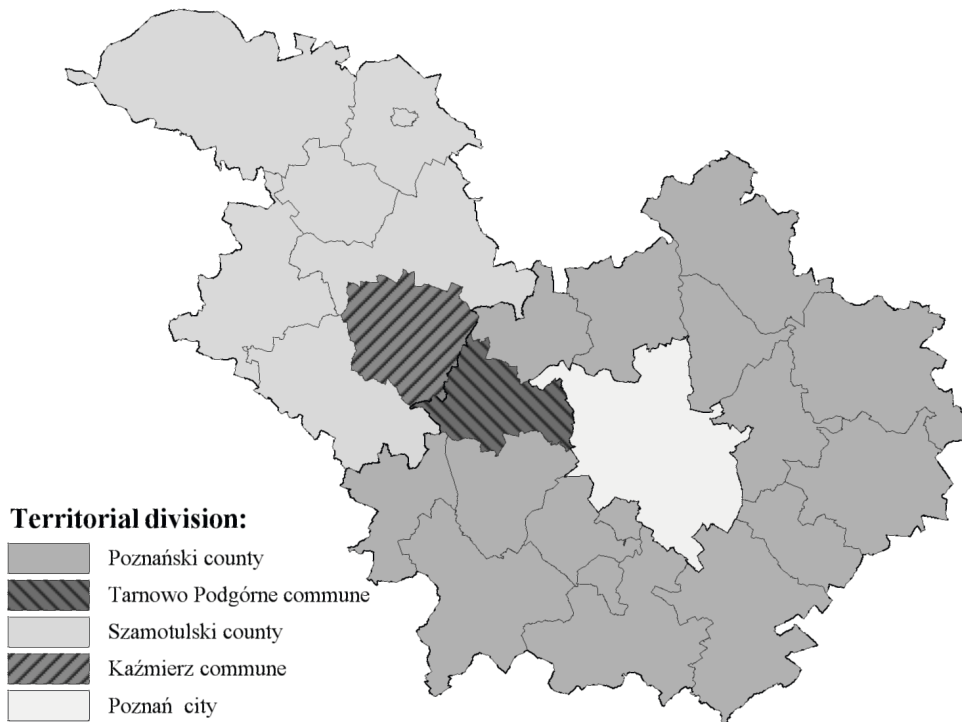 Territorial division:
Poznański county
Tarnowo Podgórne commune
Szamotulski county
Kaźmierz commune
Poznań city